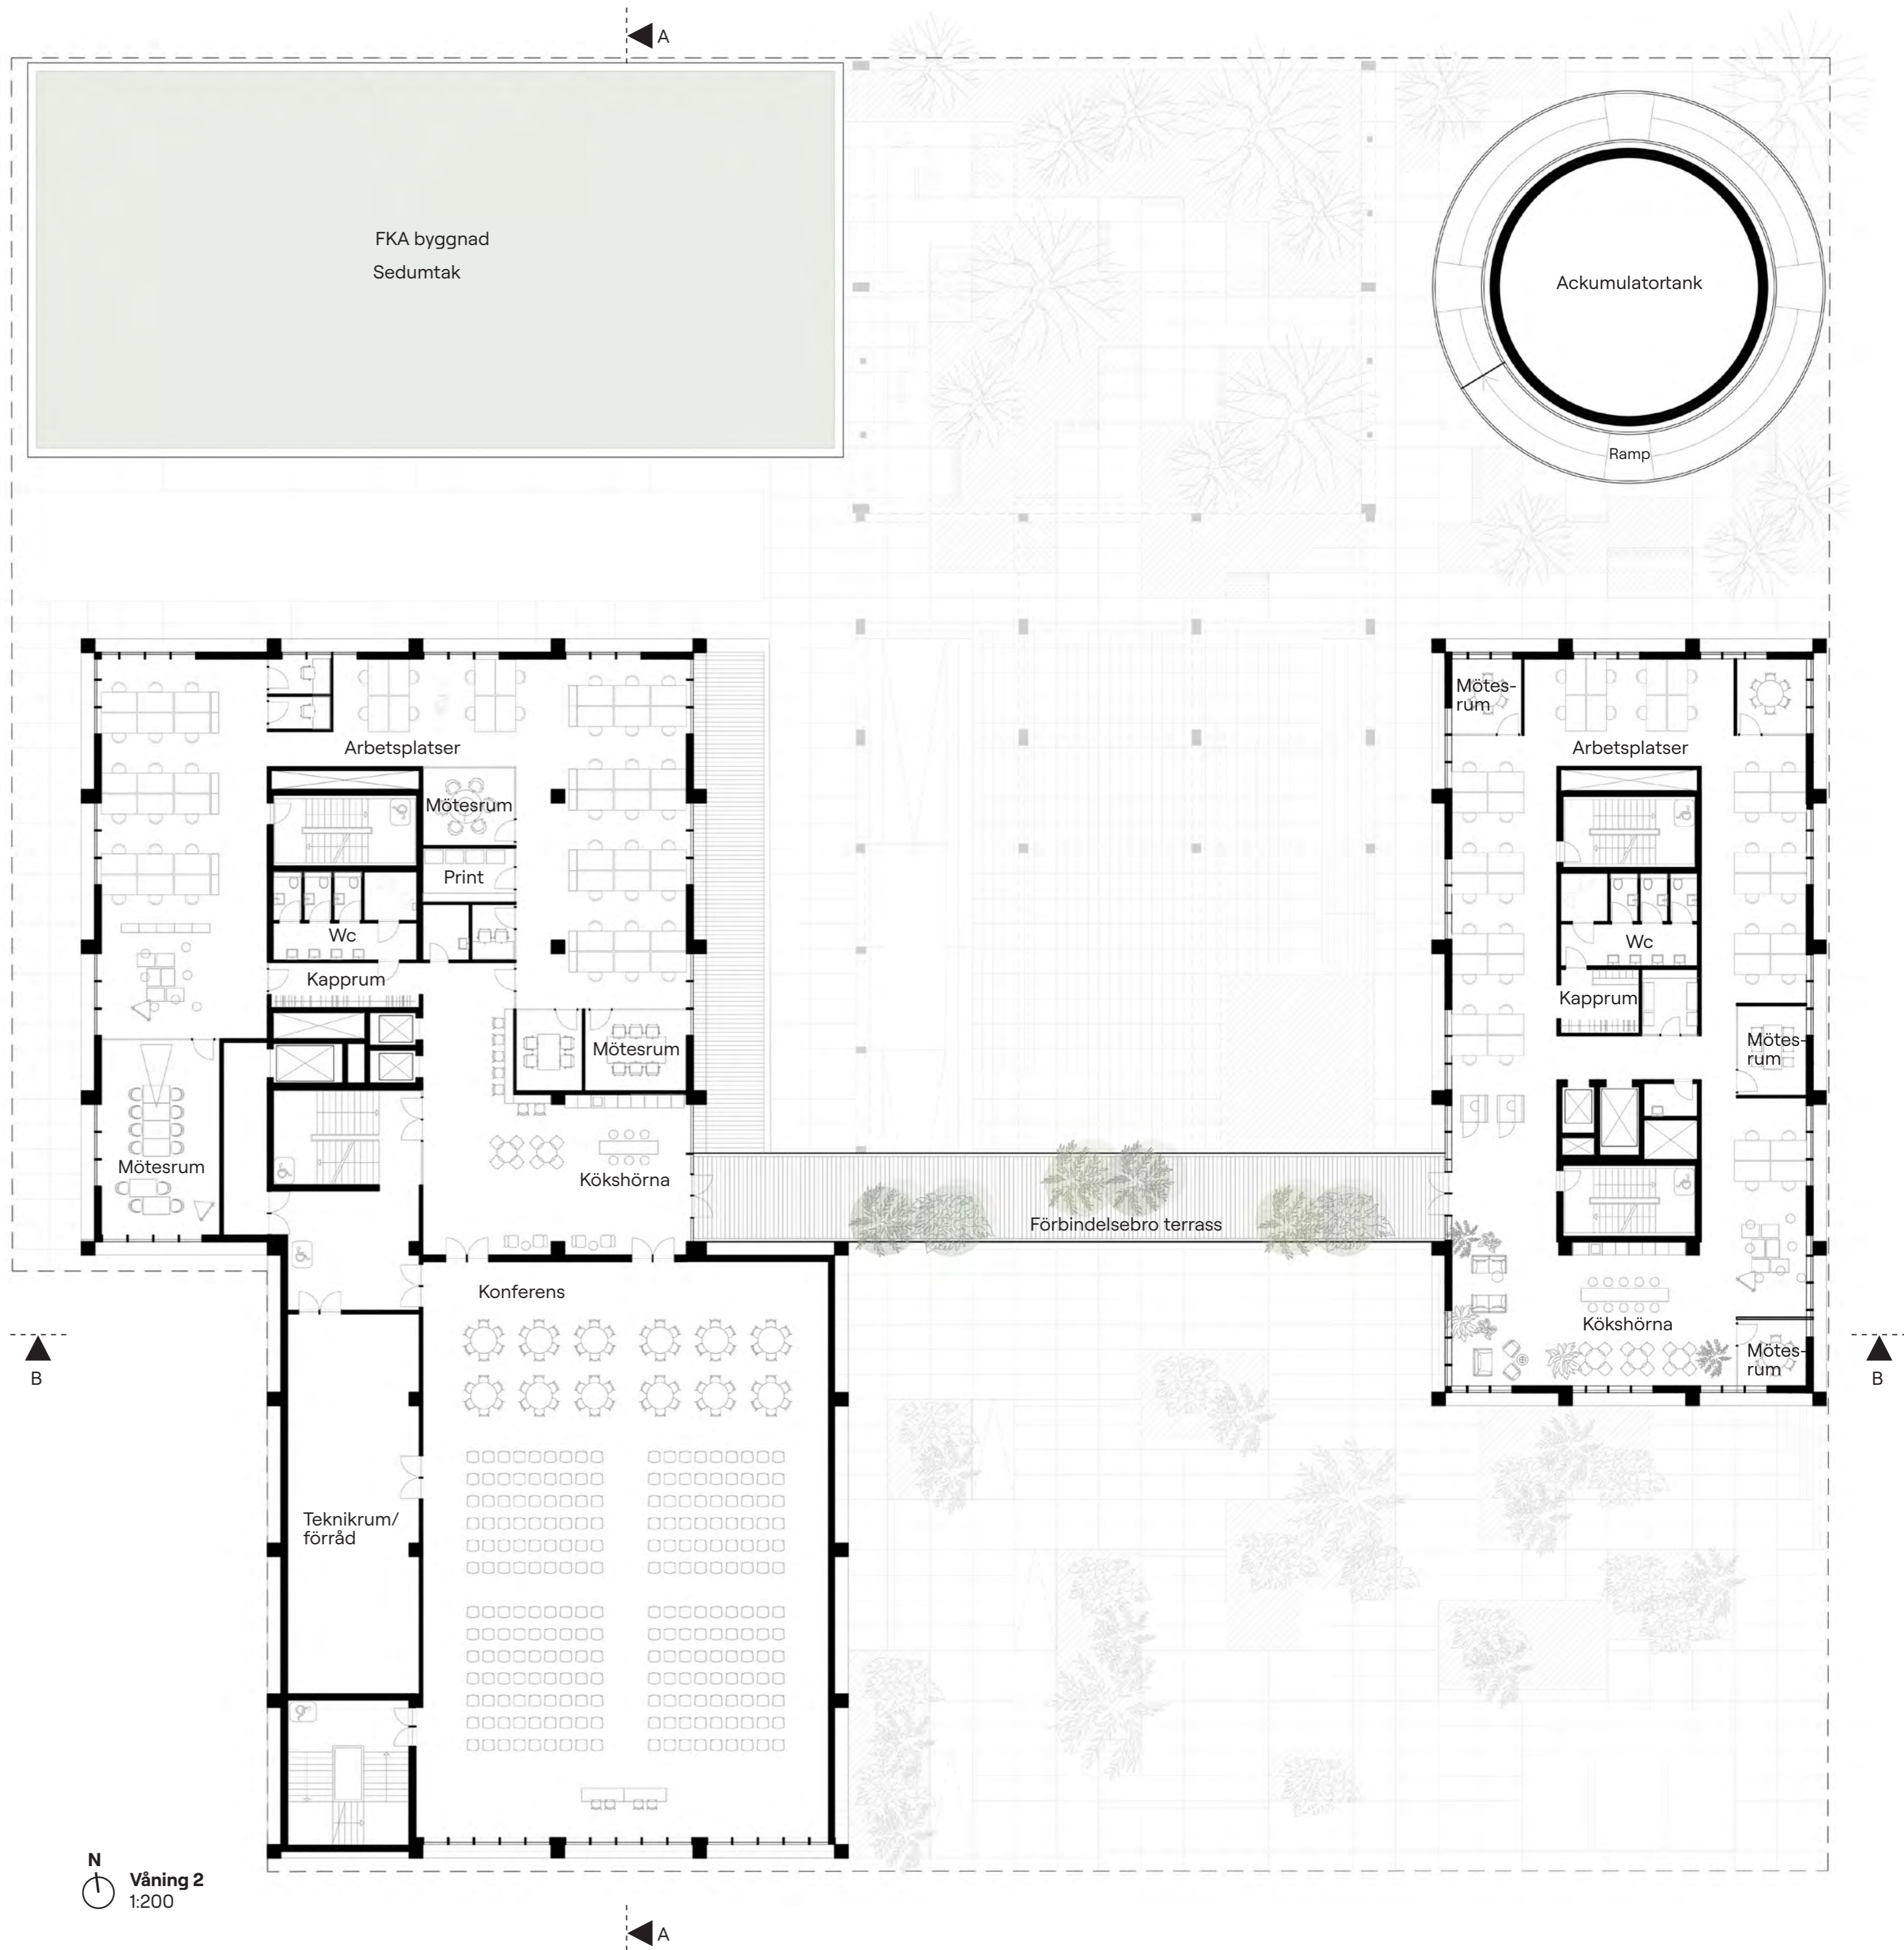 A
FKA byggnad
Sedumtak
Ackumulatortank
Ramp
Mötes-
rum
Arbetsplatser
Arbetsplatser
Mötesrum
Print
Wc
Wc
Kapprum
Kapprum
Mötesrum
Mötes-
rum
Mötesrum
Kökshörna
Förbindelsebro terrass
Konferens
Kökshörna
Mötes-
rum
B
B
Teknikrum/
förråd
N
Våning 2
1:200
A